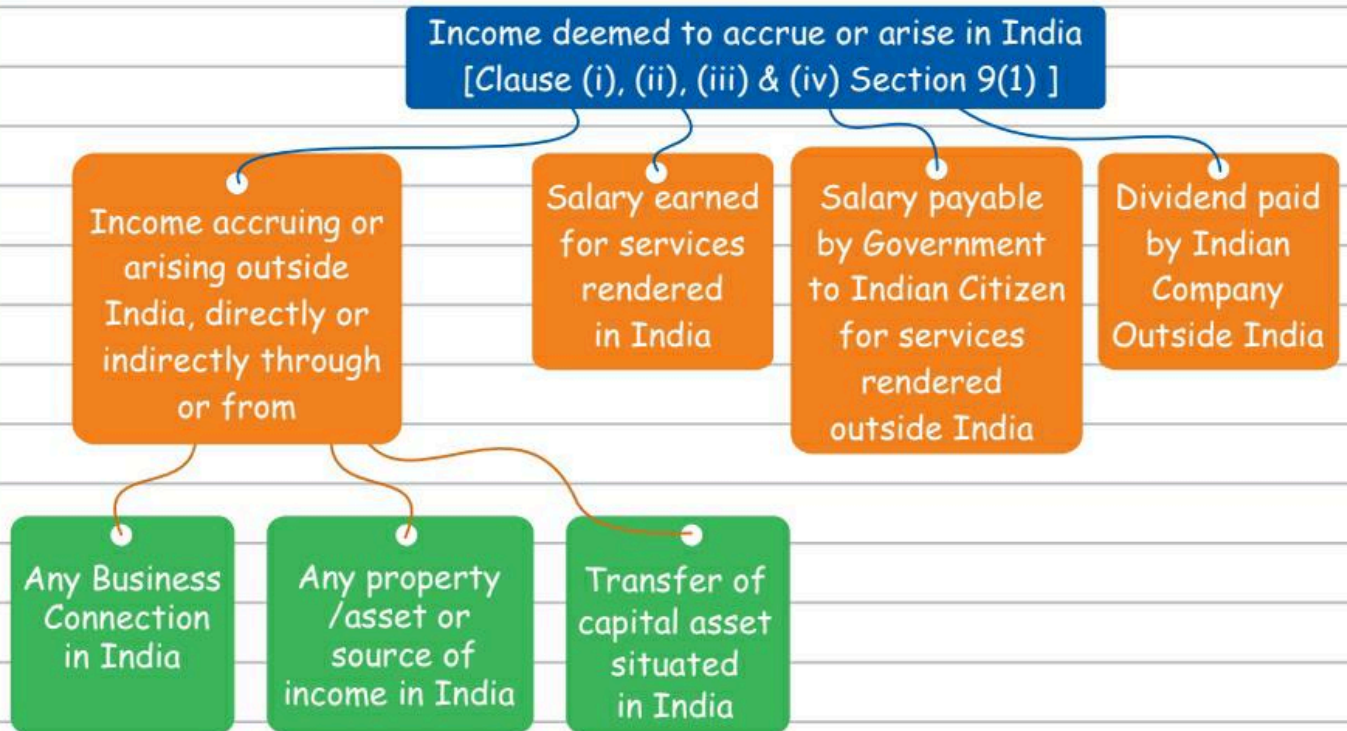 Income deemed to accrue or arise in India
[Clause (i), (ii), (iii) & (iv) Section 9(1) ]
Income accruing or
arising outside
India, directly or
indirectly through
or from
Salary earned
for services
rendered
in India
Salary payable
by Government
to Indian Citizen
for services
rendered
outside India
Dividend paid
by Indian
Company
Outside India
Any Business
Connection
in India
Any property
/asset or
source of
income in India
Transfer of
capital asset
situated
in India